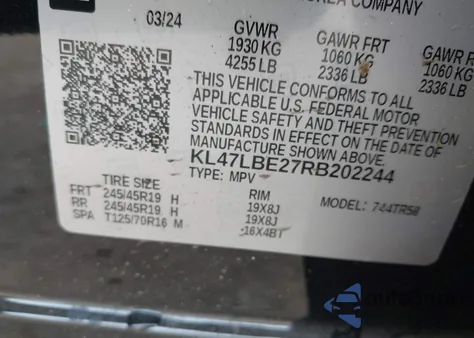 KOREA COMPANY
03/24
GVWR
1930 KG
4255 LB
GAWR FRT
1060 KG
2336 LB
GAWR
1060 KG
2336 LB
THIS VEHICLE CONFORMS TO ALL
APPLICABLE U.S. FEDERAL MOTOR
VEHICLE SAFETY AND THEFT PREVENTION
STANDARDS IN EFFECT ON THE DATE OF
MANUFACTURE SHOWN ABOVE.
KL47LBE27RB202244
TYPE: MPV
MODEL: 744TR58
TIRE SIZE
RIM
FRT 245/45R19 H 19X8J
RR 245/45R19 H 19X8J
SPA T125/70R16 M 16X4BT